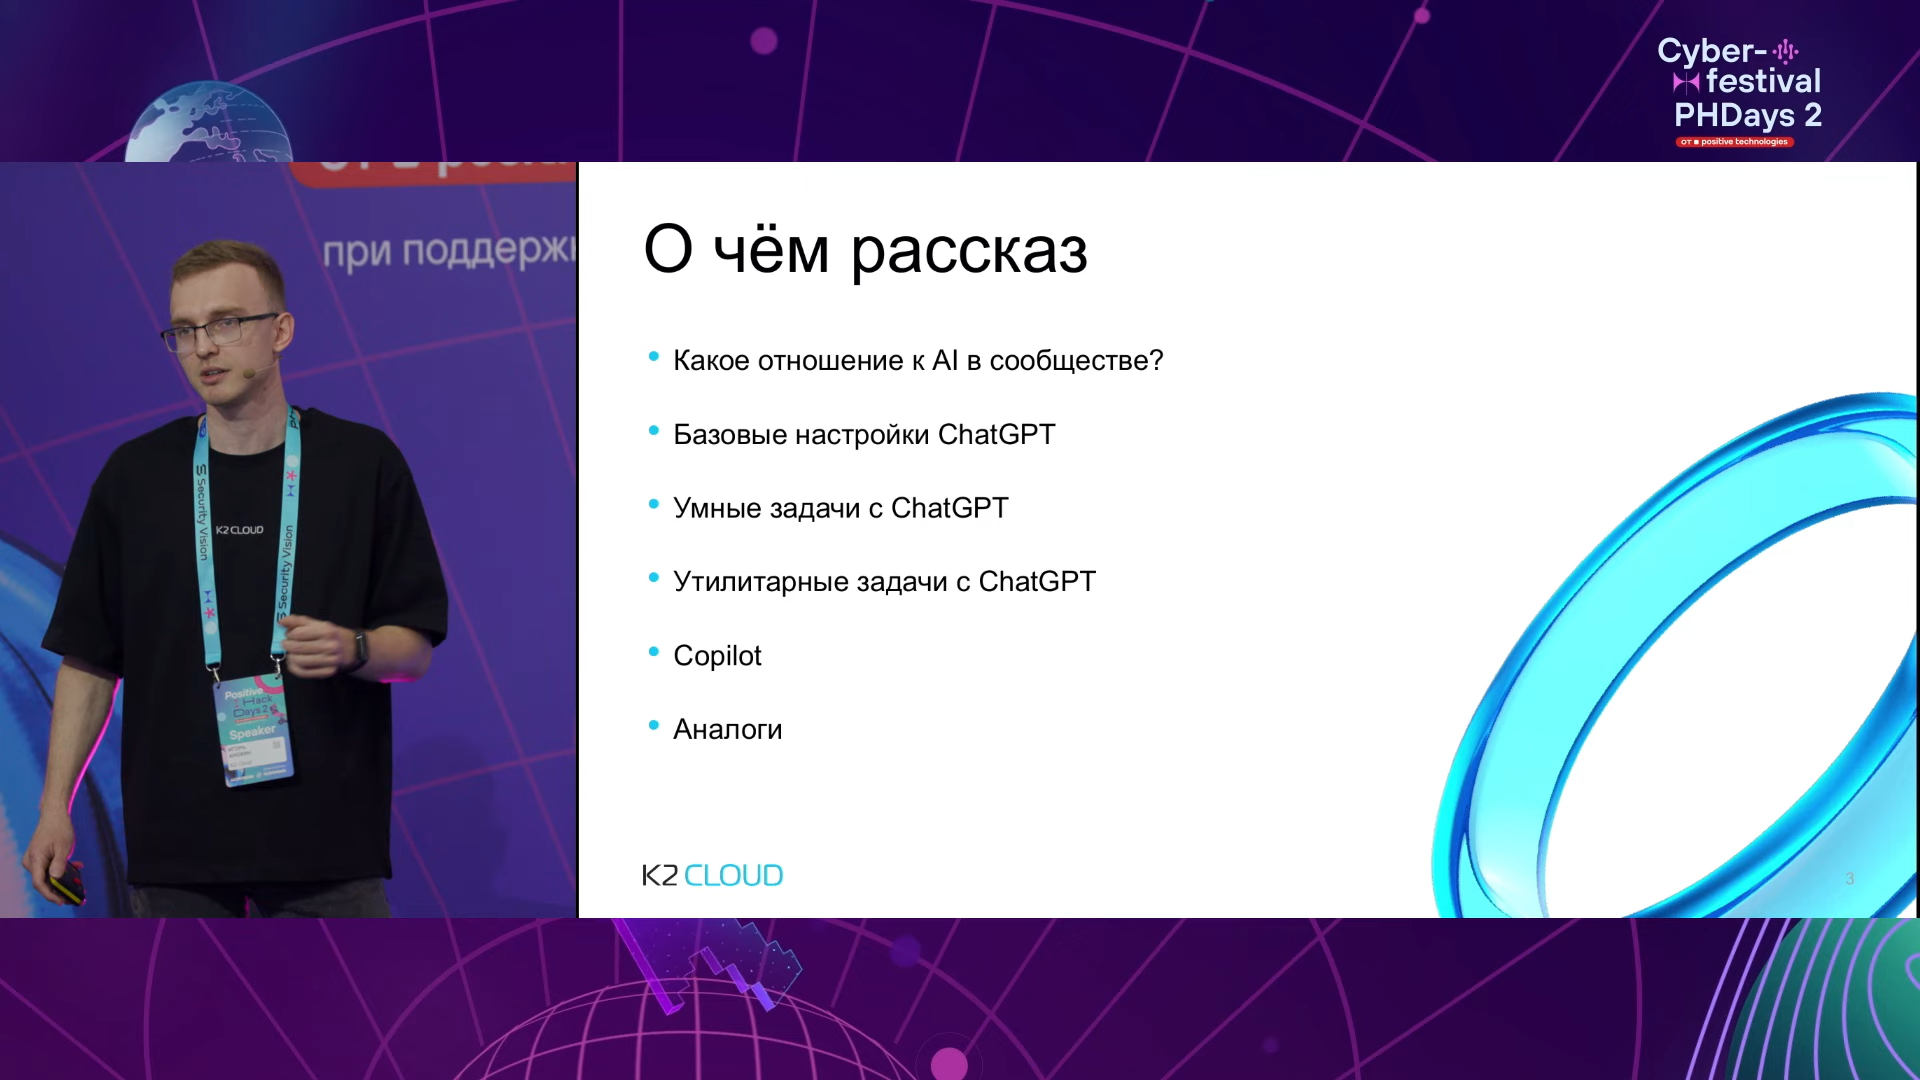 Cyber-
festival
PHDays 2
от positive technologies
при поддержк
О чём рассказ
Какое отношение к AI в сообществе?
Базовые настройки ChatGPT
Умные задачи с ChatGPT
Утилитарные задачи с ChatGPT
Copilot
Аналоги
K2 CLOUD
3
Security Vision
K2 CLOUD
Security Vision
Positive
Hack
Days 2
Speaker